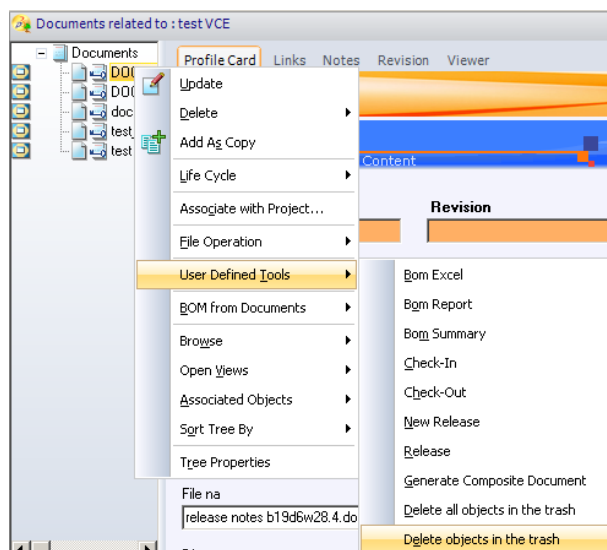 Documents related to : test VCE
Documents
Profile Card Links Notes Revision Viewer
doc
test
test
Update
Delete
Add As Copy
Content
Life Cycle
Associate with Project...
Revision
File Operation
User Defined Tools
BOM from Documents
Browse
Open Views
Associated Objects
Sort Tree By
Tree Properties
Bom Excel
Bom Report
Bom Summary
Check-In
Check-Out
New Release
Release
Generate Composite Document
Delete all objects in the trash
Delete objects in the trash
File na
release notes b19d6w28.4.do